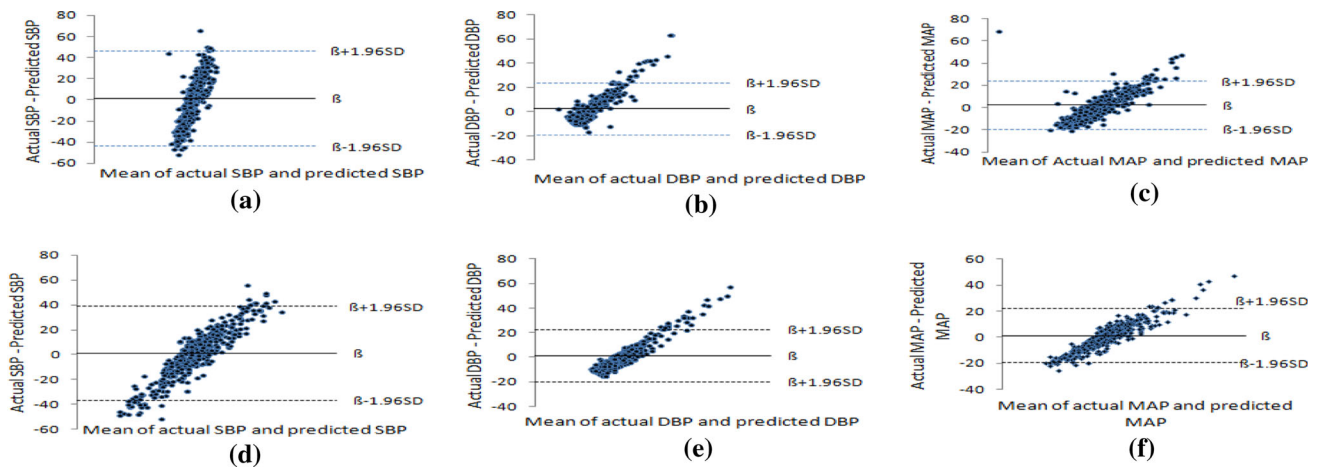 Actual SBP - Predicted SBP
80
60
40
20
0
-20
-40
-60
ß+1.96SD
ß
ß-1.96SD
Mean of actual SBP and predicted SBP
(a)
Actual DBP - Predicted DBP
80
60
40
20
0
-20
-40
ß+1.96SD
ß
ß-1.96SD
Mean of actual DBP and predicted DBP
(b)
Actual MAP - Predicted MAP
80
60
40
20
0
-20
-40
ß+1.96SD
ß
ß-1.96SD
Mean of Actual MAP and predicted MAP
(c)
Actual SBP - Predicted SBP
80
60
40
20
0
-20
-40
-60
ß+1.96SD
ß
ß-1.96SD
Mean of actual SBP and predicted SBP
(d)
Actual DBP - Predicted DBP
80
60
40
20
0
-20
-40
ß+1.96SD
ß
ß+1.96SD
Mean of actual DBP and predicted DBP
(e)
Actual MAP - Predicted
MAP
60
40
20
0
-20
-40
ß+1.96SD
ß
ß-1.96SD
Mean of actual MAP and predicted
MAP
(f)